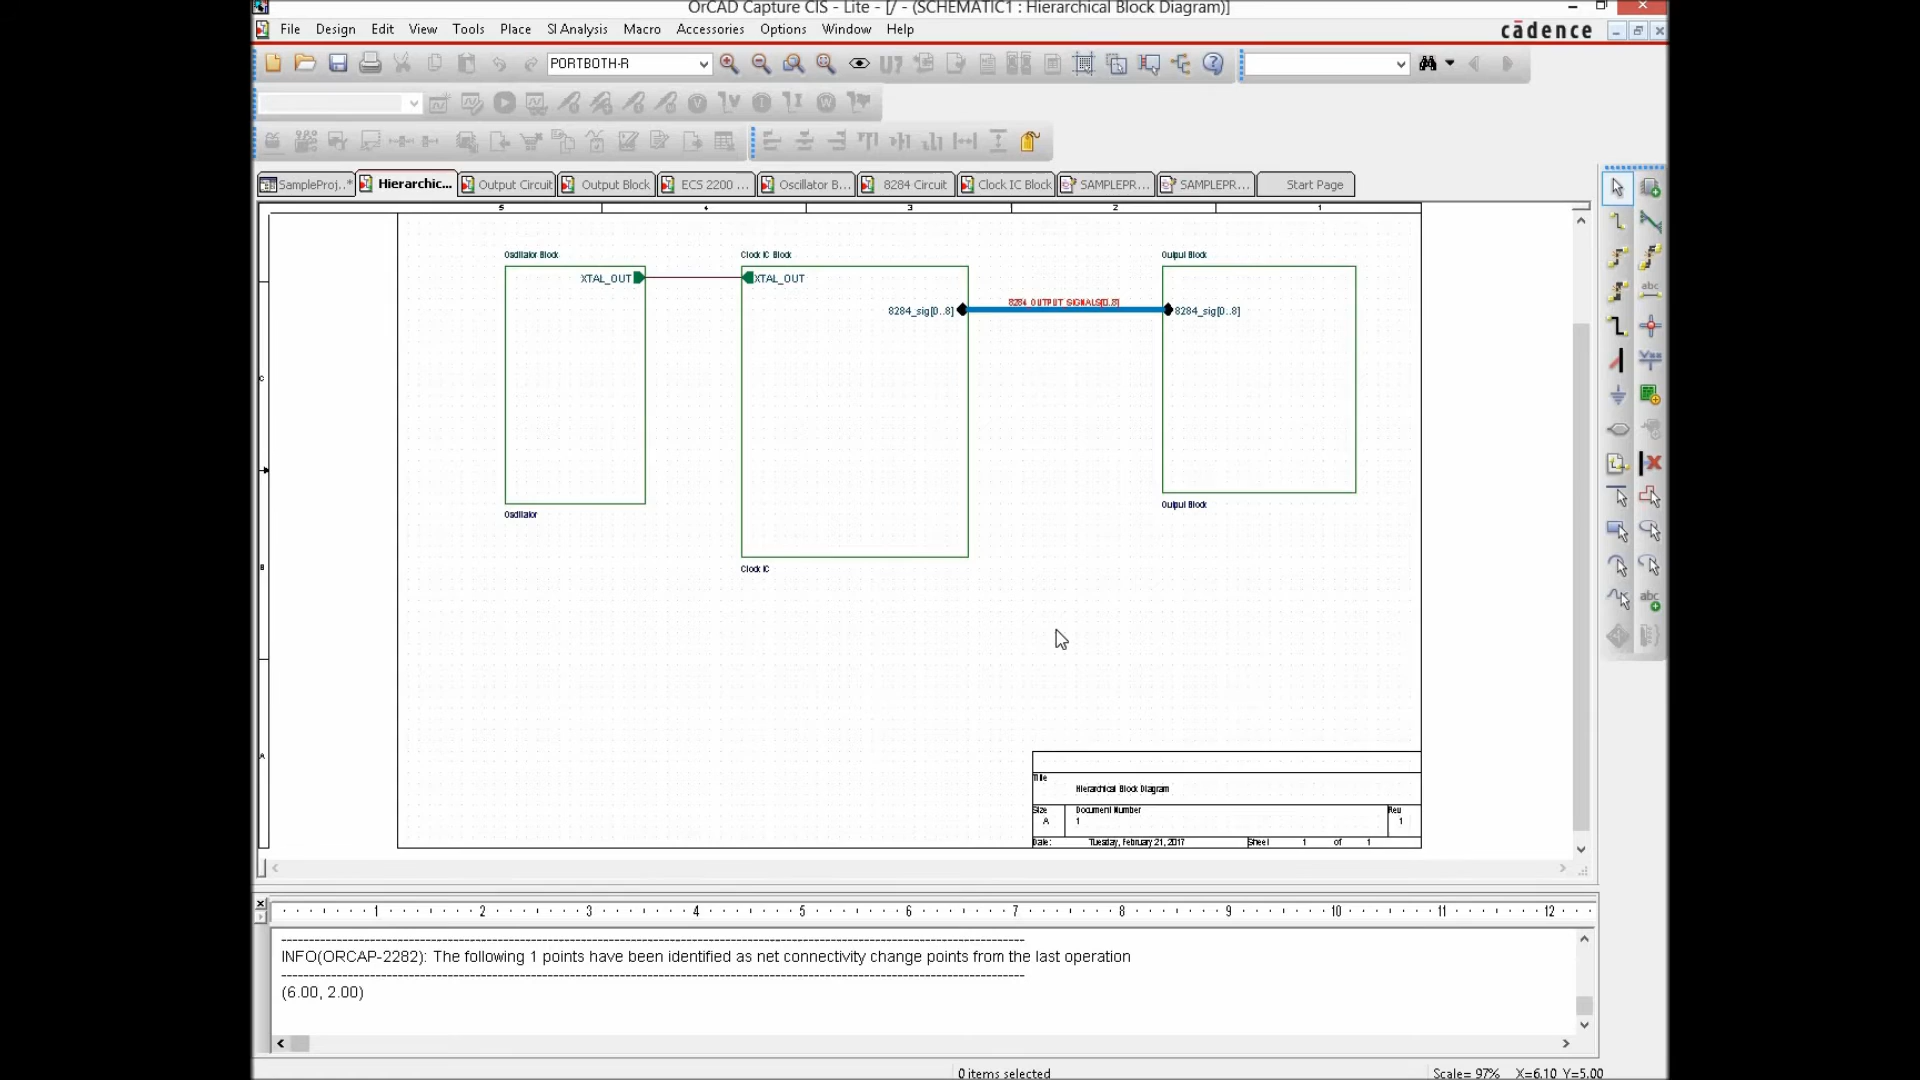 OrCAD Capture CIS - Lite - [/ - (SCHEMATIC1 : Hierarchical Block Diagram)]
File Design Edit View Tools Place SI Analysis Macro Accessories Options Window Help
cādence
PORTBOTH-R
U?
SampleProj...* Hierarchic... Output Circuit Output Block ECS 2200 ... Oscillator B... 8284 Circuit Clock IC Block SAMPLEPR... SAMPLEPR... Start Page
5 4 3 2 1
Oscillator Block Clock IC Block Output Block
XTAL_OUT XTAL_OUT
8284 OUTPUT SIGNALS[0..8]
8284_sig[0..8] 8284_sig[0..8]
abc
C
Output Block
Oscillator
B
Clock IC
abc
A
Title
Hierarchical Block Diagram
Size Document Number Rev
A 1 1
Date: Tuesday, February 21, 2017 Sheet 1 of 1
1 2 3 4 5 6 7 8 9 10 11 12
INFO(ORCAP-2282): The following 1 points have been identified as net connectivity change points from the last operation
(6.00, 2.00)
0 items selected Scale= 97% X=6.10 Y=5.00